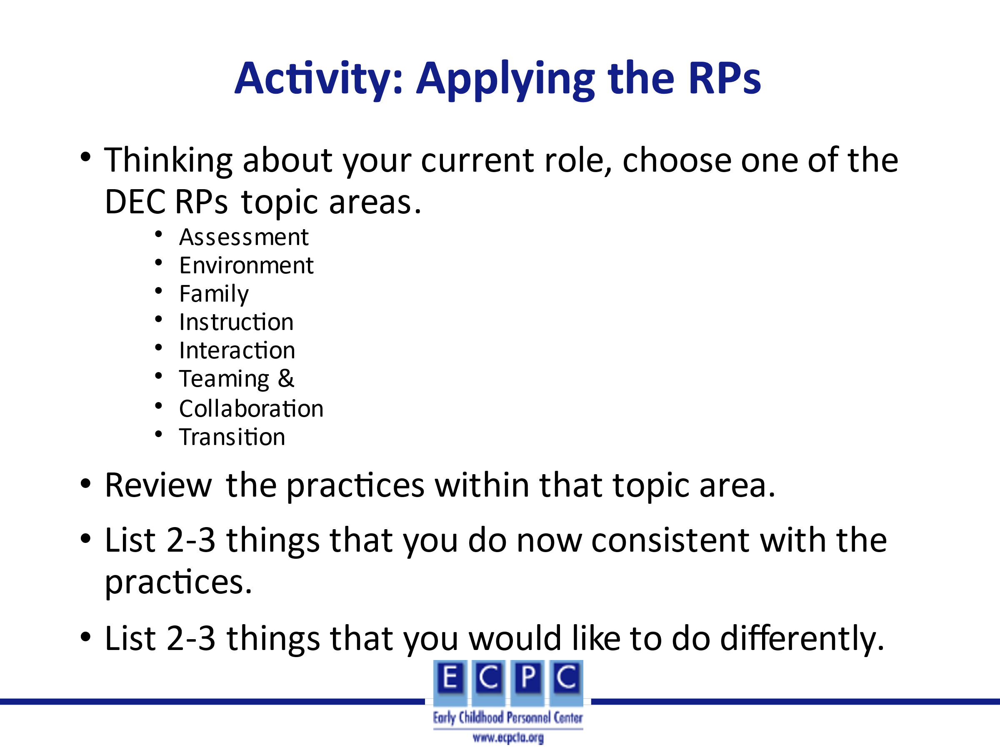 Activity: Applying the RPs
• Thinking about your current role, choose one of the
DEC RPs topic areas.
• Assessment
• Environment
• Family
• Instruction
• Interaction
• Teaming &
• Collaboration
• Transition
• Review the practices within that topic area.
• List 2-3 things that you do now consistent with the
practices.
• List 2-3 things that you would like to do differently.
E C P C
Early Childhood Personnel Center
www.ecpcta.org